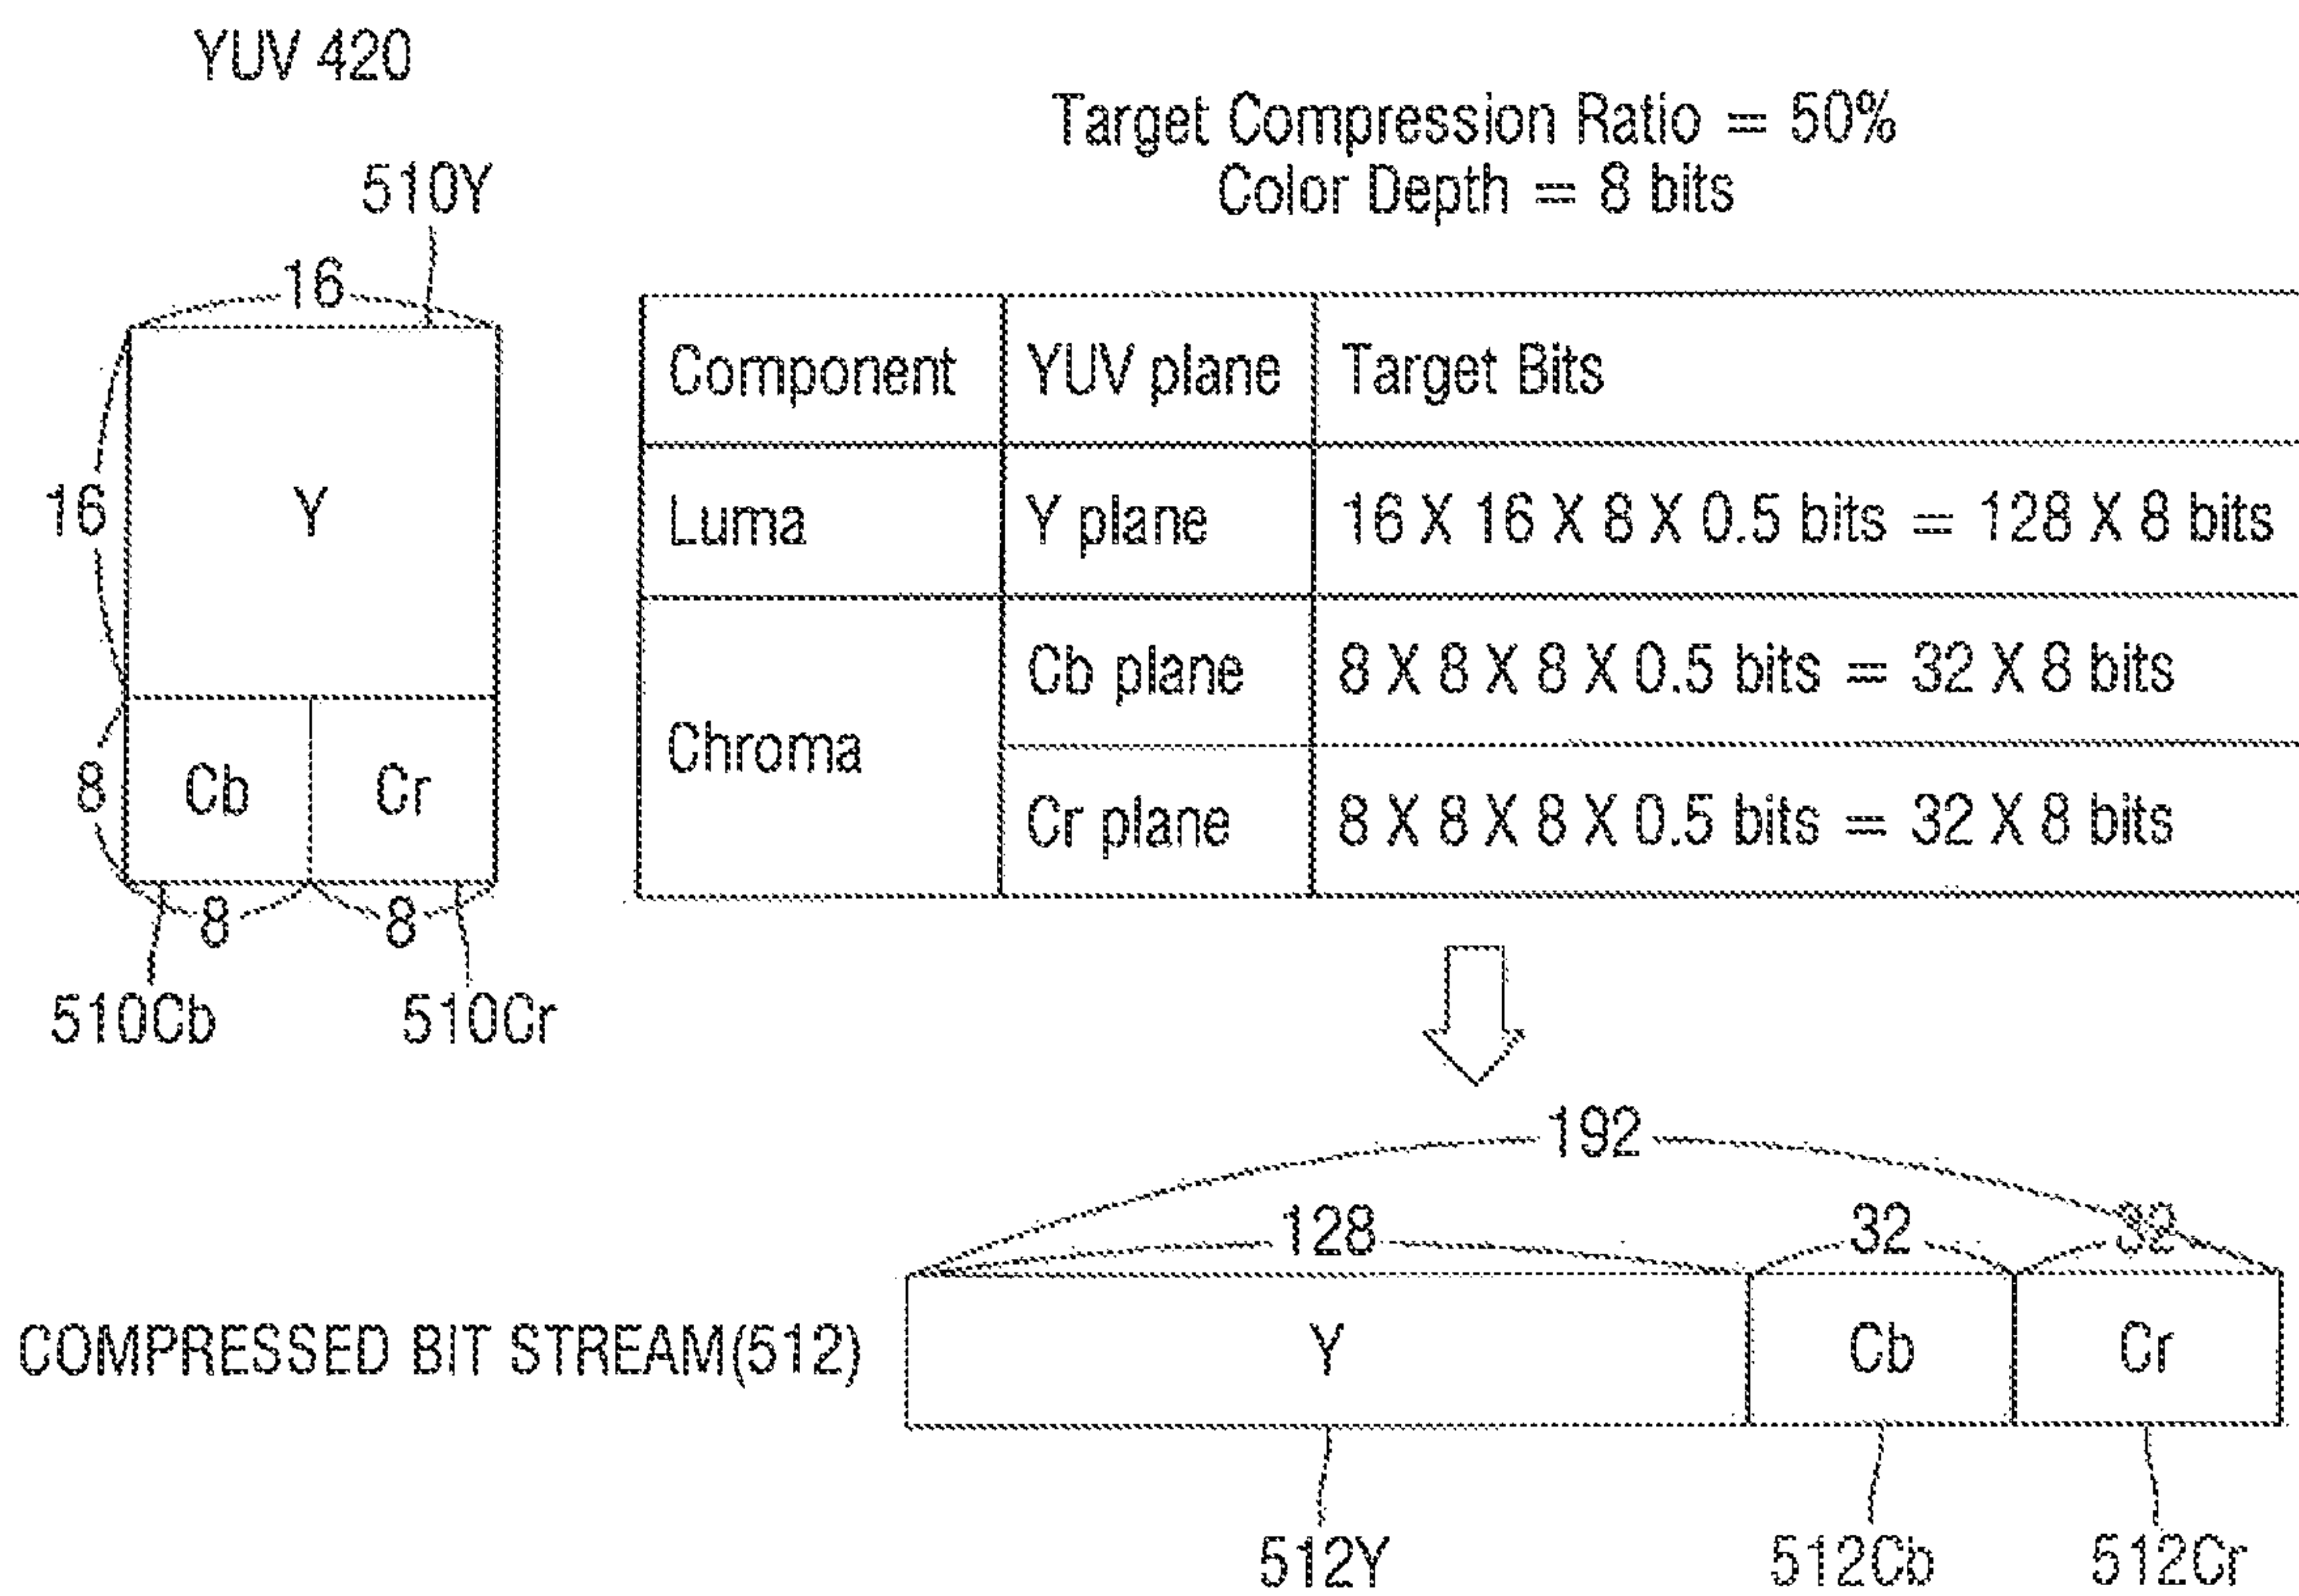 YUV 420
Target Compression Ratio = 50%
Color Depth = 8 bits
510Y
16
16
Y
8
Cb
Cr
8
8
510Cb
510Cr
Component YUV plane Target Bits
Luma Y plane 16 X 16 X 8 X 0.5 bits = 128 X 8 bits
Chroma
Cb plane 8 X 8 X 8 X 0.5 bits = 32 X 8 bits
Cr plane 8 X 8 X 8 X 0.5 bits = 32 X 8 bits
192
128
32
32
COMPRESSED BIT STREAM(512)
Y
Cb
Cr
512Y
512Cb
512Cr